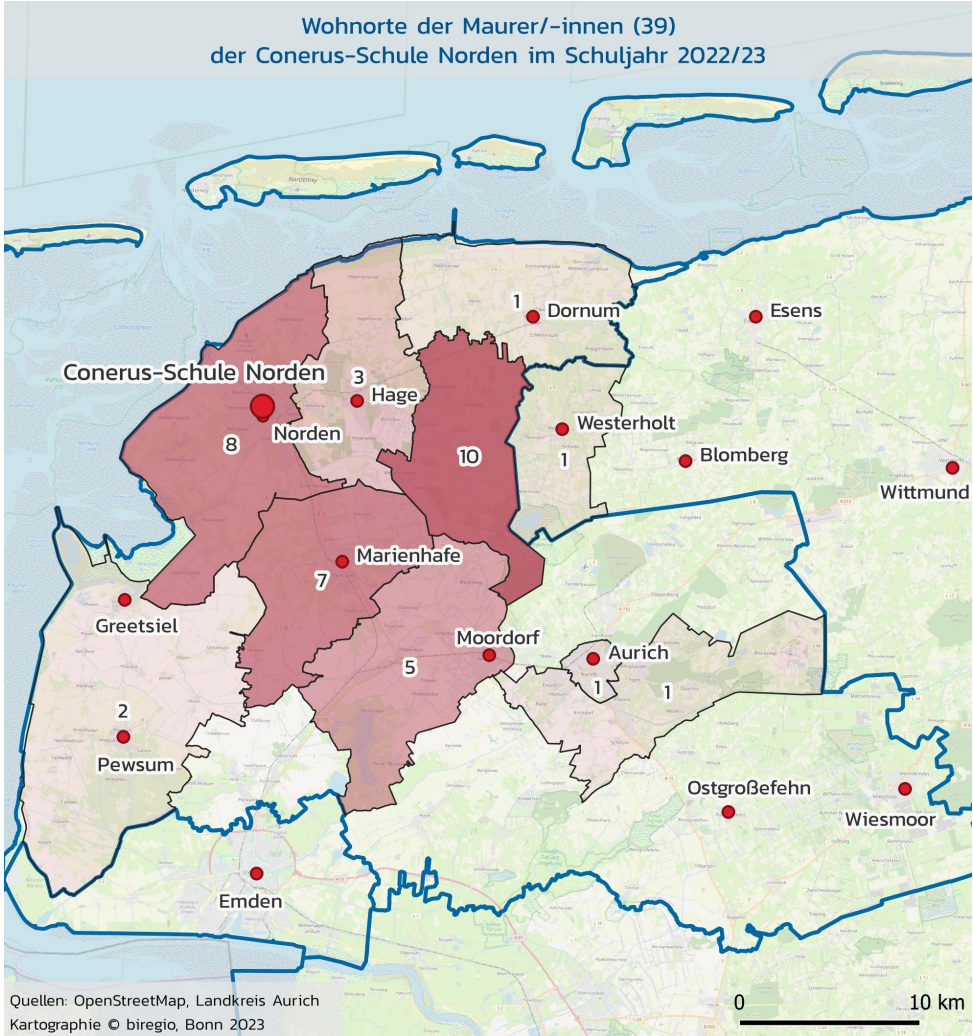 Wohnorte der Maurer/-innen (39)
der Conerus-Schule Norden im Schuljahr 2022/23
1
Dornum
Esens
Conerus-Schule Norden
3
Hage
Norden
8
10
Westerholt
1
Blomberg
Wittmund
Marienhafe
7
Greetsiel
Moordorf
5
Aurich
1
1
2
Pewsum
Ostgroßefehn
Wiesmoor
Emden
Quellen: OpenStreetMap, Landkreis Aurich
Kartographie © biregio, Bonn 2023
0 10 km